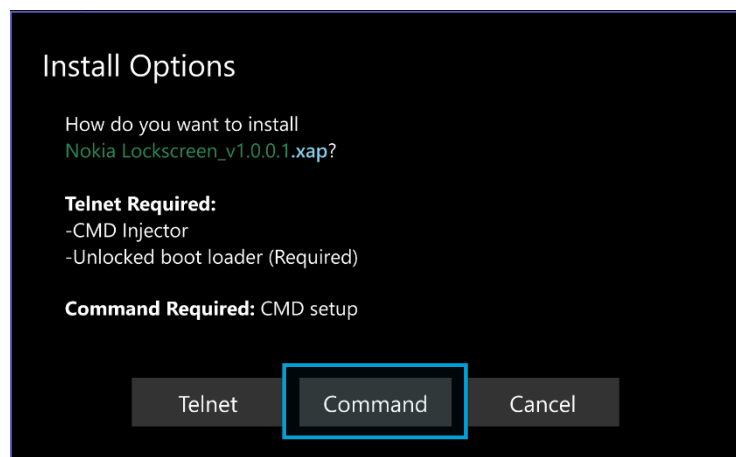 Install Options
How do you want to install
Nokia Lockscreen_v1.0.0.1.xap?
Telnet Required:
-CMD Injector
-Unlocked boot loader (Required)
Command Required: CMD setup
Telnet Command Cancel